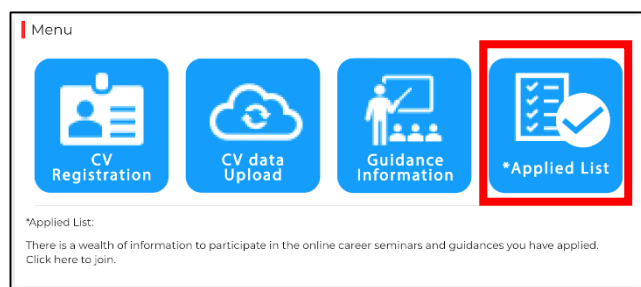 Menu
CV
Registration
CV data
Upload
Guidance
Information
*Applied List
*Applied List:
There is a wealth of information to participate in the online career seminars and guidances you have applied.
Click here to join.